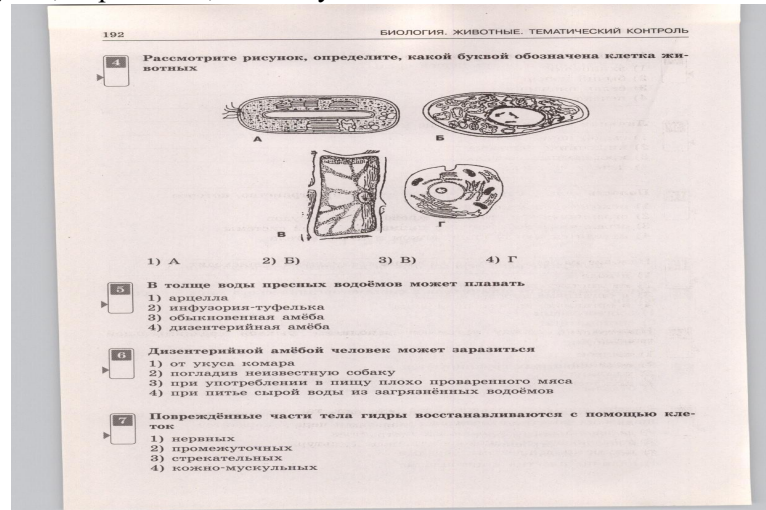 192
БИОЛОГИЯ. ЖИВОТНЫЕ. ТЕМАТИЧЕСКИЙ КОНТРОЛЬ
4
Рассмотрите рисунок, определите, какой буквой обозначена клетка жи-
вотных
А
Б
В
Г
1) А 2) Б) 3) В) 4) Г
5
В толще воды пресных водоёмов может плавать
1) арцелла
2) инфузория-туфелька
3) обыкновенная амёба
4) дизентерийная амёба
6
Дизентерийной амёбой человек может заразиться
1) от укуса комара
2) погладив неизвестную собаку
3) при употреблении в пищу плохо проваренного мяса
4) при питье сырой воды из загрязнённых водоёмов
7
Повреждённые части тела гидры восстанавливаются с помощью кле-
ток
1) нервных
2) промежуточных
3) стрекательных
4) кожно-мускульных